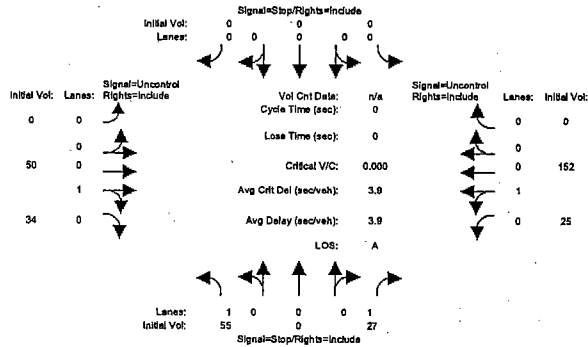 Signal=Stop/Rights=Include
Initial Vol: 0 0 0
Lanes: 0 0 0 0 0
Signal=Uncontrol
Initial Vol: Lanes: Rights=Include
Vol Cnt Date: n/a
Cycle Time (sec): 0
Signal=Uncontrol
Rights=Include Lanes: Initial Vol:
0 0
Loss Time (sec): 0
0 0
0
0
50 0
Critical V/C: 0.000
0 152
1
Avg Crit Del (sec/veh): 3.9
1
34 0
Avg Delay (sec/veh): 3.9
0 25
LOS: A
Lanes: 1 0 0 0 1
Initial Vol: 55 0 27
Signal=Stop/Rights=Include